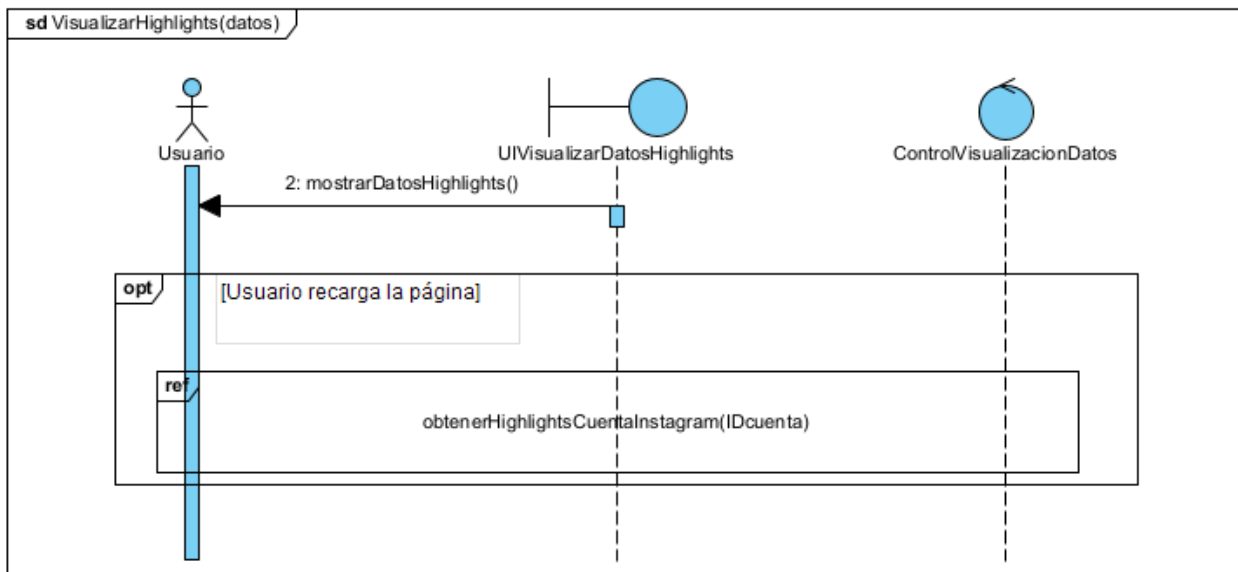 sd VisualizarHighlights(datos)
Usuario
UIVisualizarDatosHighlights
ControlVisualizacionDatos
2: mostrarDatosHighlights()
opt
[Usuario recarga la página]
ref
obtenerHighlightsCuentaInstagram(IDcuenta)